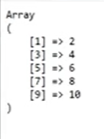 Array
(
    [1] => 2
    [3] => 4
    [5] => 6
    [7] => 8
    [9] => 10
)